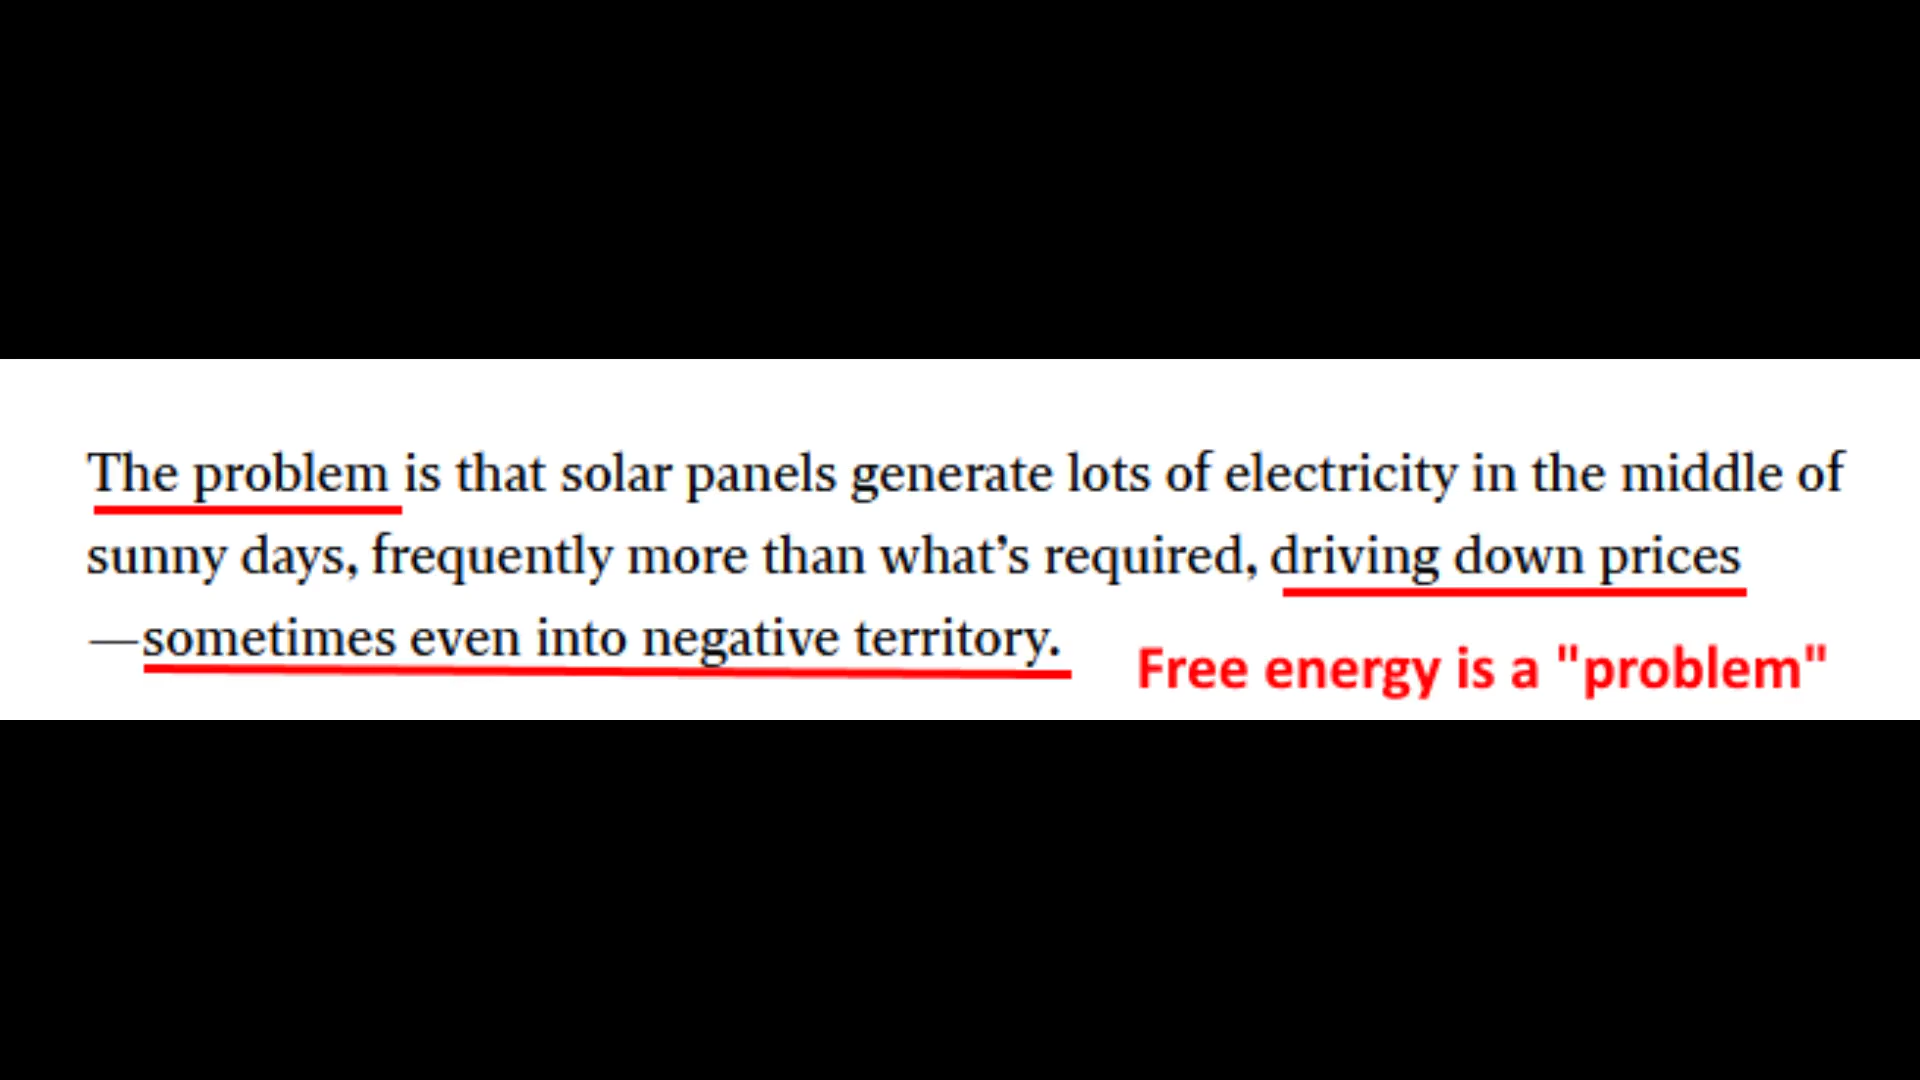 The problem is that solar panels generate lots of electricity in the middle of
sunny days, frequently more than what’s required, driving down prices
—sometimes even into negative territory.
Free energy is a "problem"